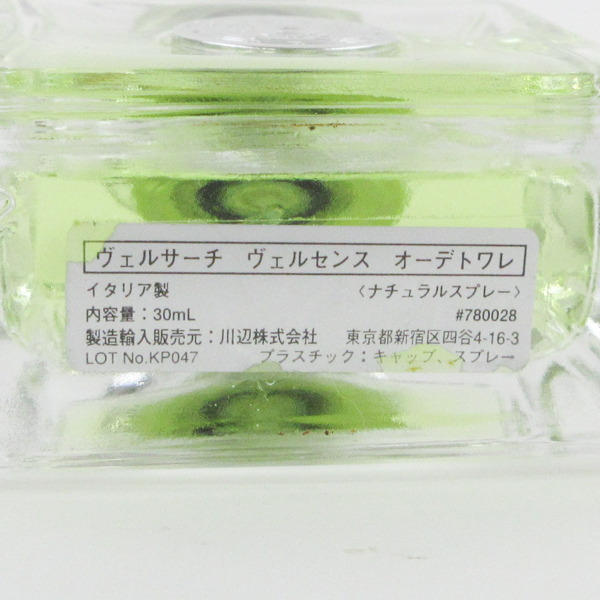 ヴェルサーチ　ヴェルセンス　オーデトワレ
イタリア製　〈ナチュラルスプレー〉
内容量：30mL　#780028
製造輸入販売元：川辺株式会社　東京都新宿区四谷4-16-3
LOT No.KP047　プラスチック：キャップ、スプレー